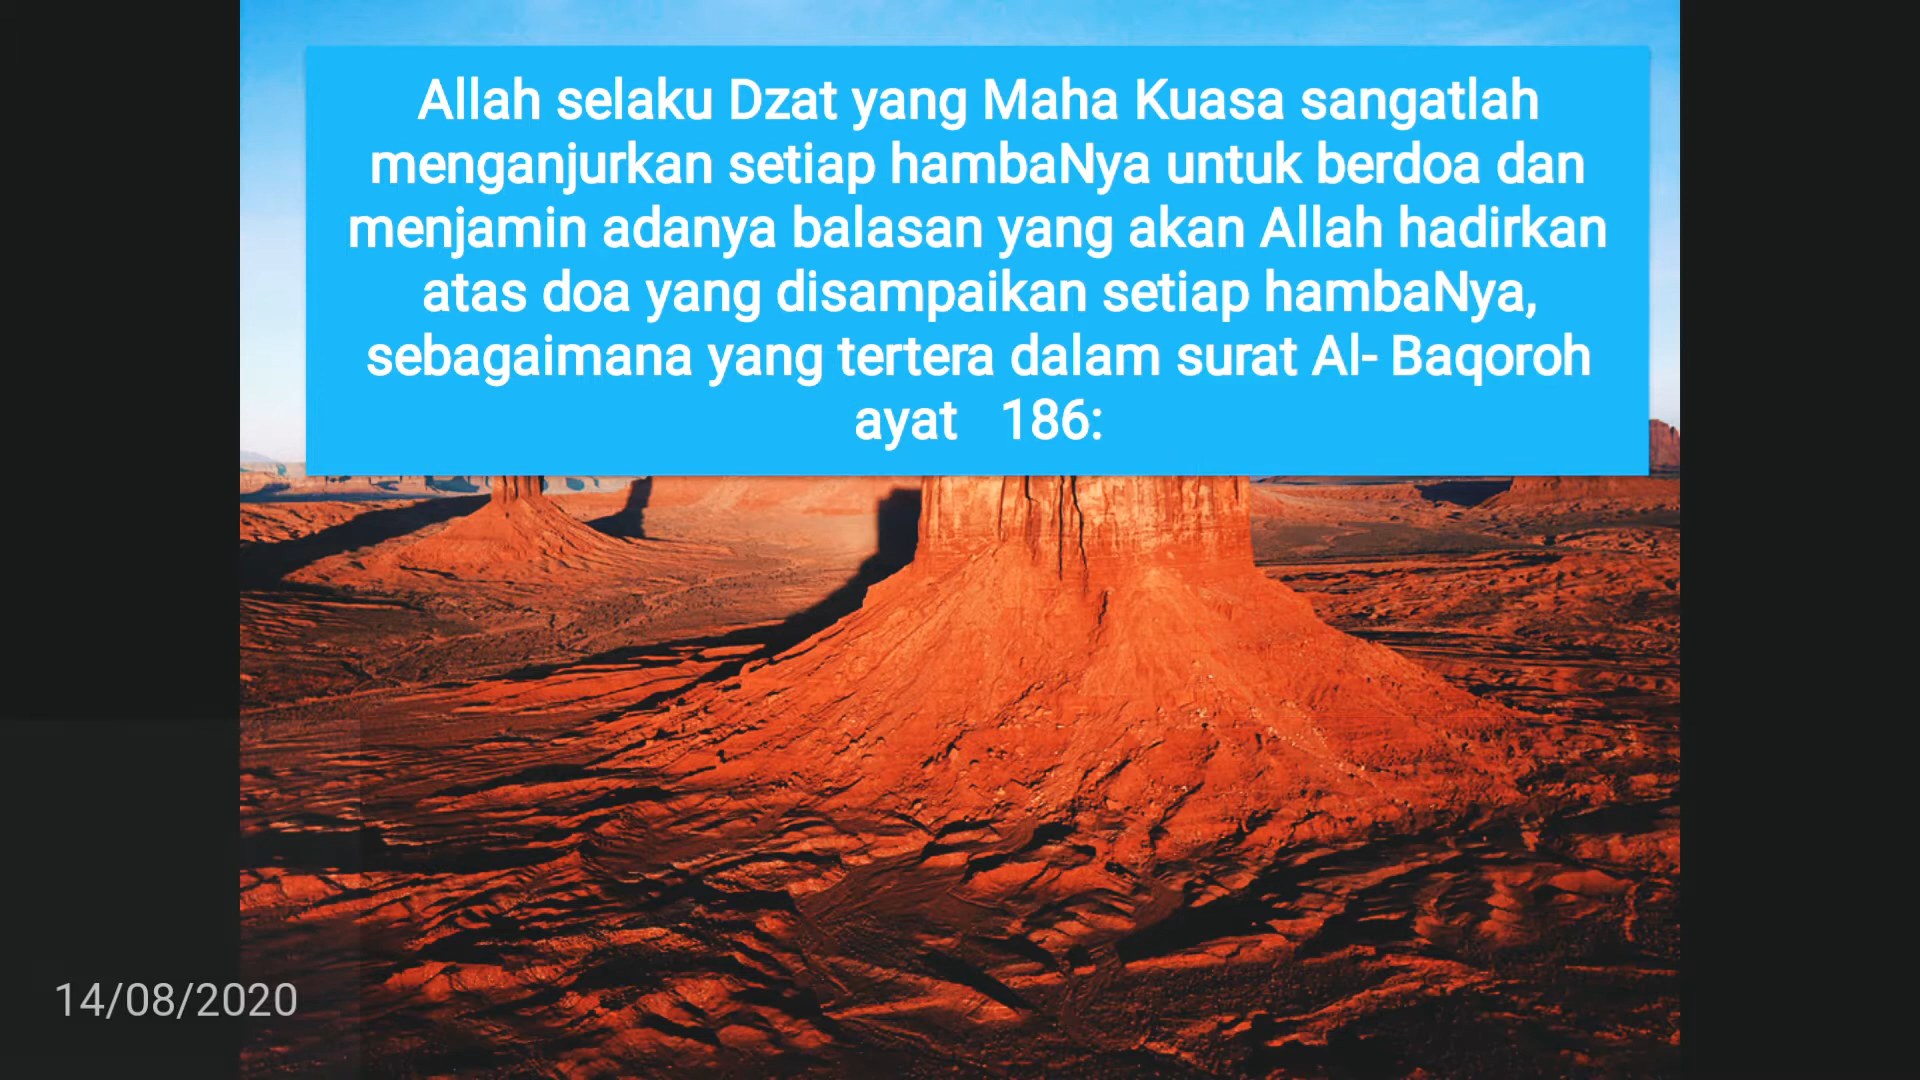 Allah selaku Dzat yang Maha Kuasa sangatlah
menganjurkan setiap hambaNya untuk berdoa dan
menjamin adanya balasan yang akan Allah hadirkan
atas doa yang disampaikan setiap hambaNya,
sebagaimana yang tertera dalam surat Al- Baqoroh
ayat   186:
14/08/2020